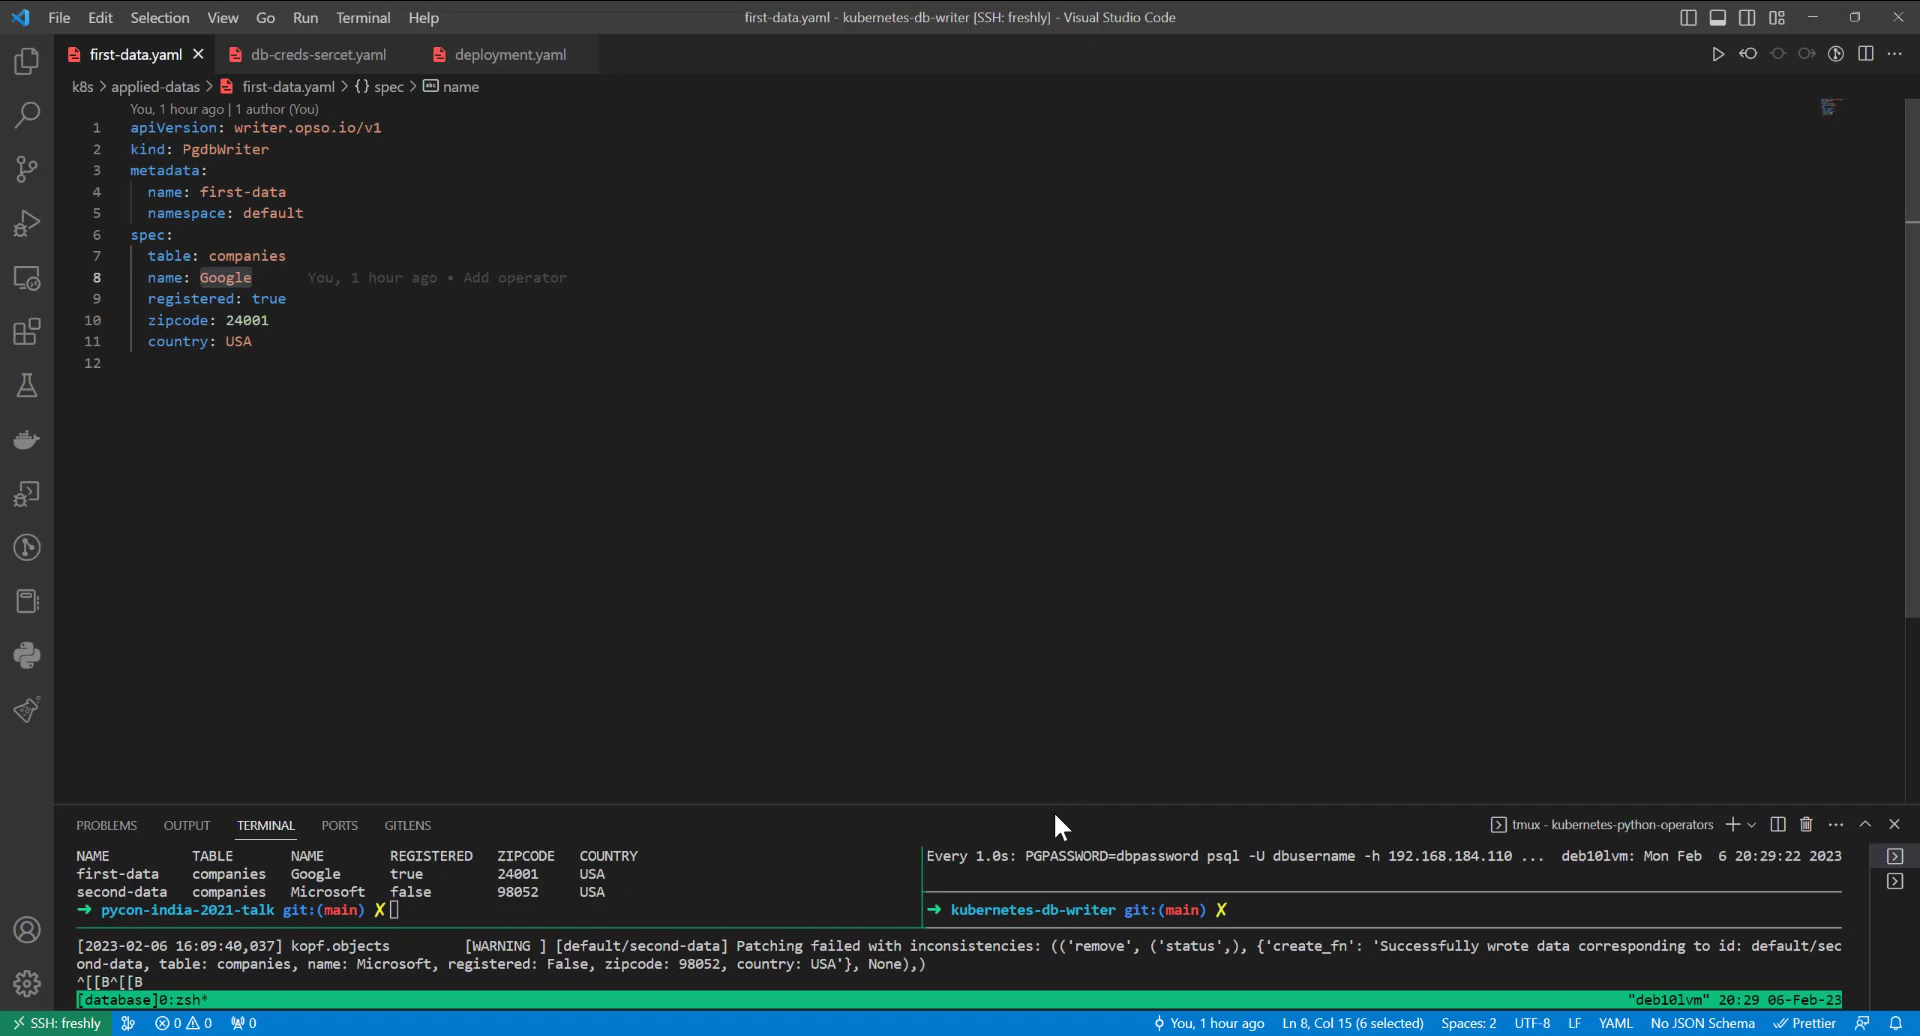 File Edit Selection View Go Run Terminal Help
first-data.yaml - kubernetes-db-writer [SSH: freshly] - Visual Studio Code
first-data.yaml db-creds-sercet.yaml deployment.yaml
k8s > applied-datas > first-data.yaml > {} spec > name
You, 1 hour ago | 1 author (You)
1 apiVersion: writer.opso.io/v1
2 kind: PgdbWriter
3 metadata:
4 name: first-data
5 namespace: default
6 spec:
7 table: companies
8 name: Google You, 1 hour ago • Add operator
9 registered: true
10 zipcode: 24001
11 country: USA
12
PROBLEMS OUTPUT TERMINAL PORTS GITLENS
tmux - kubernetes-python-operators
NAME TABLE NAME REGISTERED ZIPCODE COUNTRY
first-data companies Google true 24001 USA
second-data companies Microsoft false 98052 USA
➜ pycon-india-2021-talk git:(main) ✗
Every 1.0s: PGPASSWORD=dbpassword psql -U dbusername -h 192.168.184.110 ... deb10lvm: Mon Feb 6 20:29:22 2023
➜ kubernetes-db-writer git:(main) ✗
[2023-02-06 16:09:40,037] kopf.objects [WARNING ] [default/second-data] Patching failed with inconsistencies: (('remove', ('status',), {'create_fn': 'Successfully wrote data corresponding to id: default/sec
ond-data, table: companies, name: Microsoft, registered: False, zipcode: 98052, country: USA'}, None),)
^[[B^[[B
[database]0:zsh* "deb10lvm" 20:29 06-Feb-23
SSH: freshly 0 0 0 You, 1 hour ago Ln 8, Col 15 (6 selected) Spaces: 2 UTF-8 LF YAML No JSON Schema Prettier